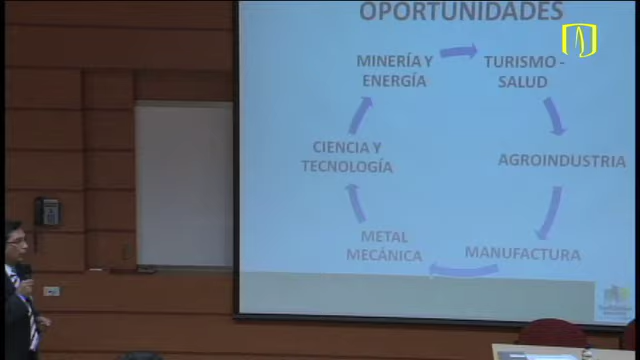 OPORTUNIDADES
MINERÍA Y
ENERGÍA
TURISMO -
SALUD
AGROINDUSTRIA
MANUFACTURA
METAL
MECÁNICA
CIENCIA Y
TECNOLOGÍA